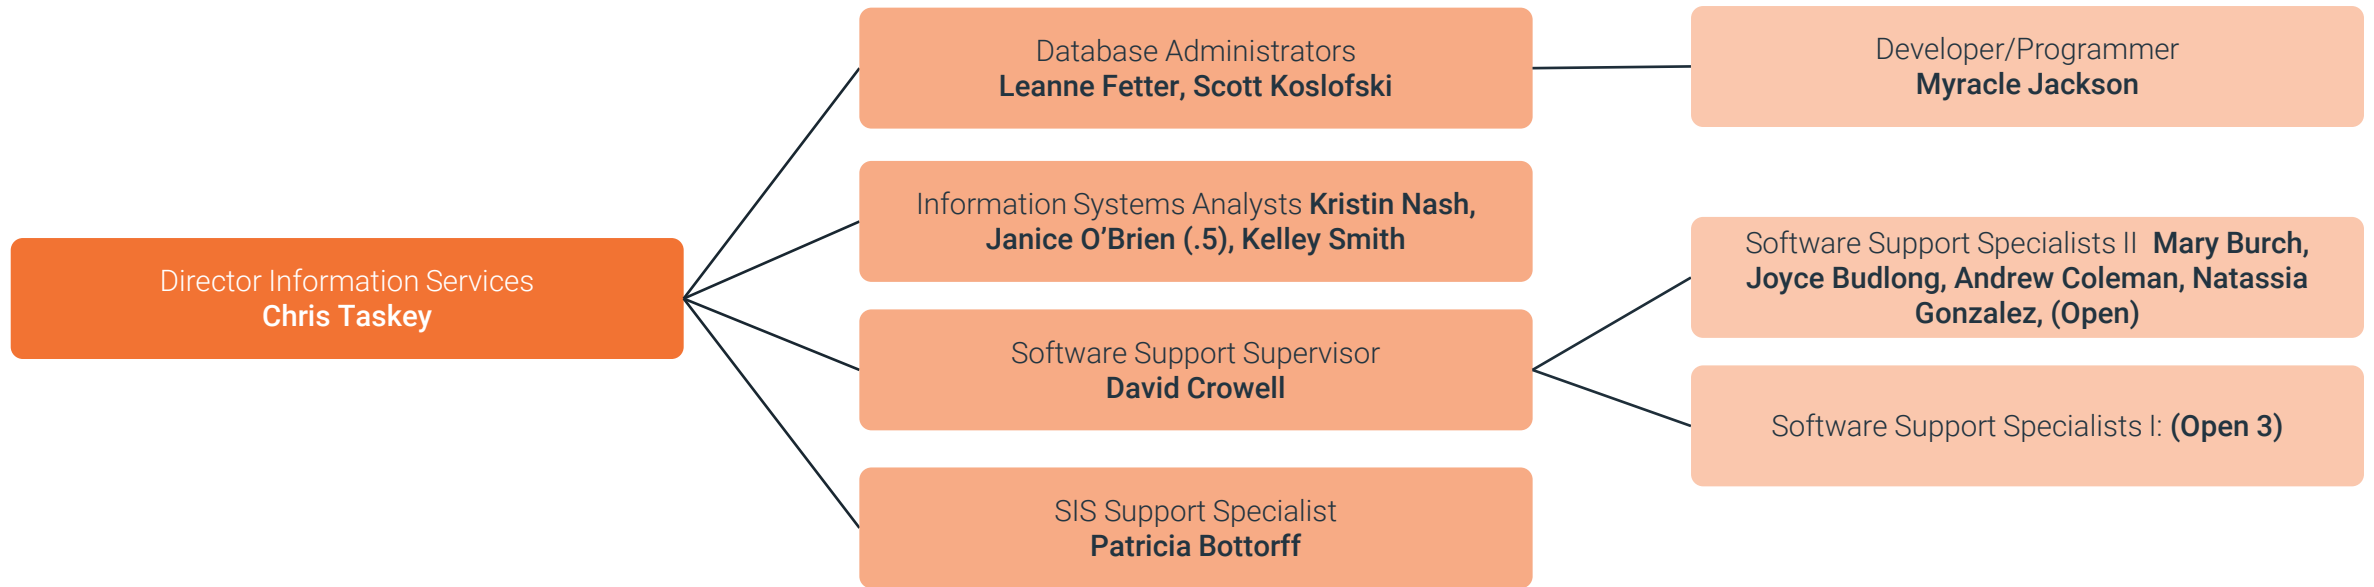 Director Information Services
Chris Taskey
Database Administrators
Leanne Fetter, Scott Koslofski
Information Systems Analysts Kristin Nash,
Janice O’Brien (.5), Kelley Smith
Software Support Supervisor
David Crowell
SIS Support Specialist
Patricia Bottorff
Developer/Programmer
Myracle Jackson
Software Support Specialists II  Mary Burch,
Joyce Budlong, Andrew Coleman, Natassia
Gonzalez, (Open)
Software Support Specialists I: (Open 3)